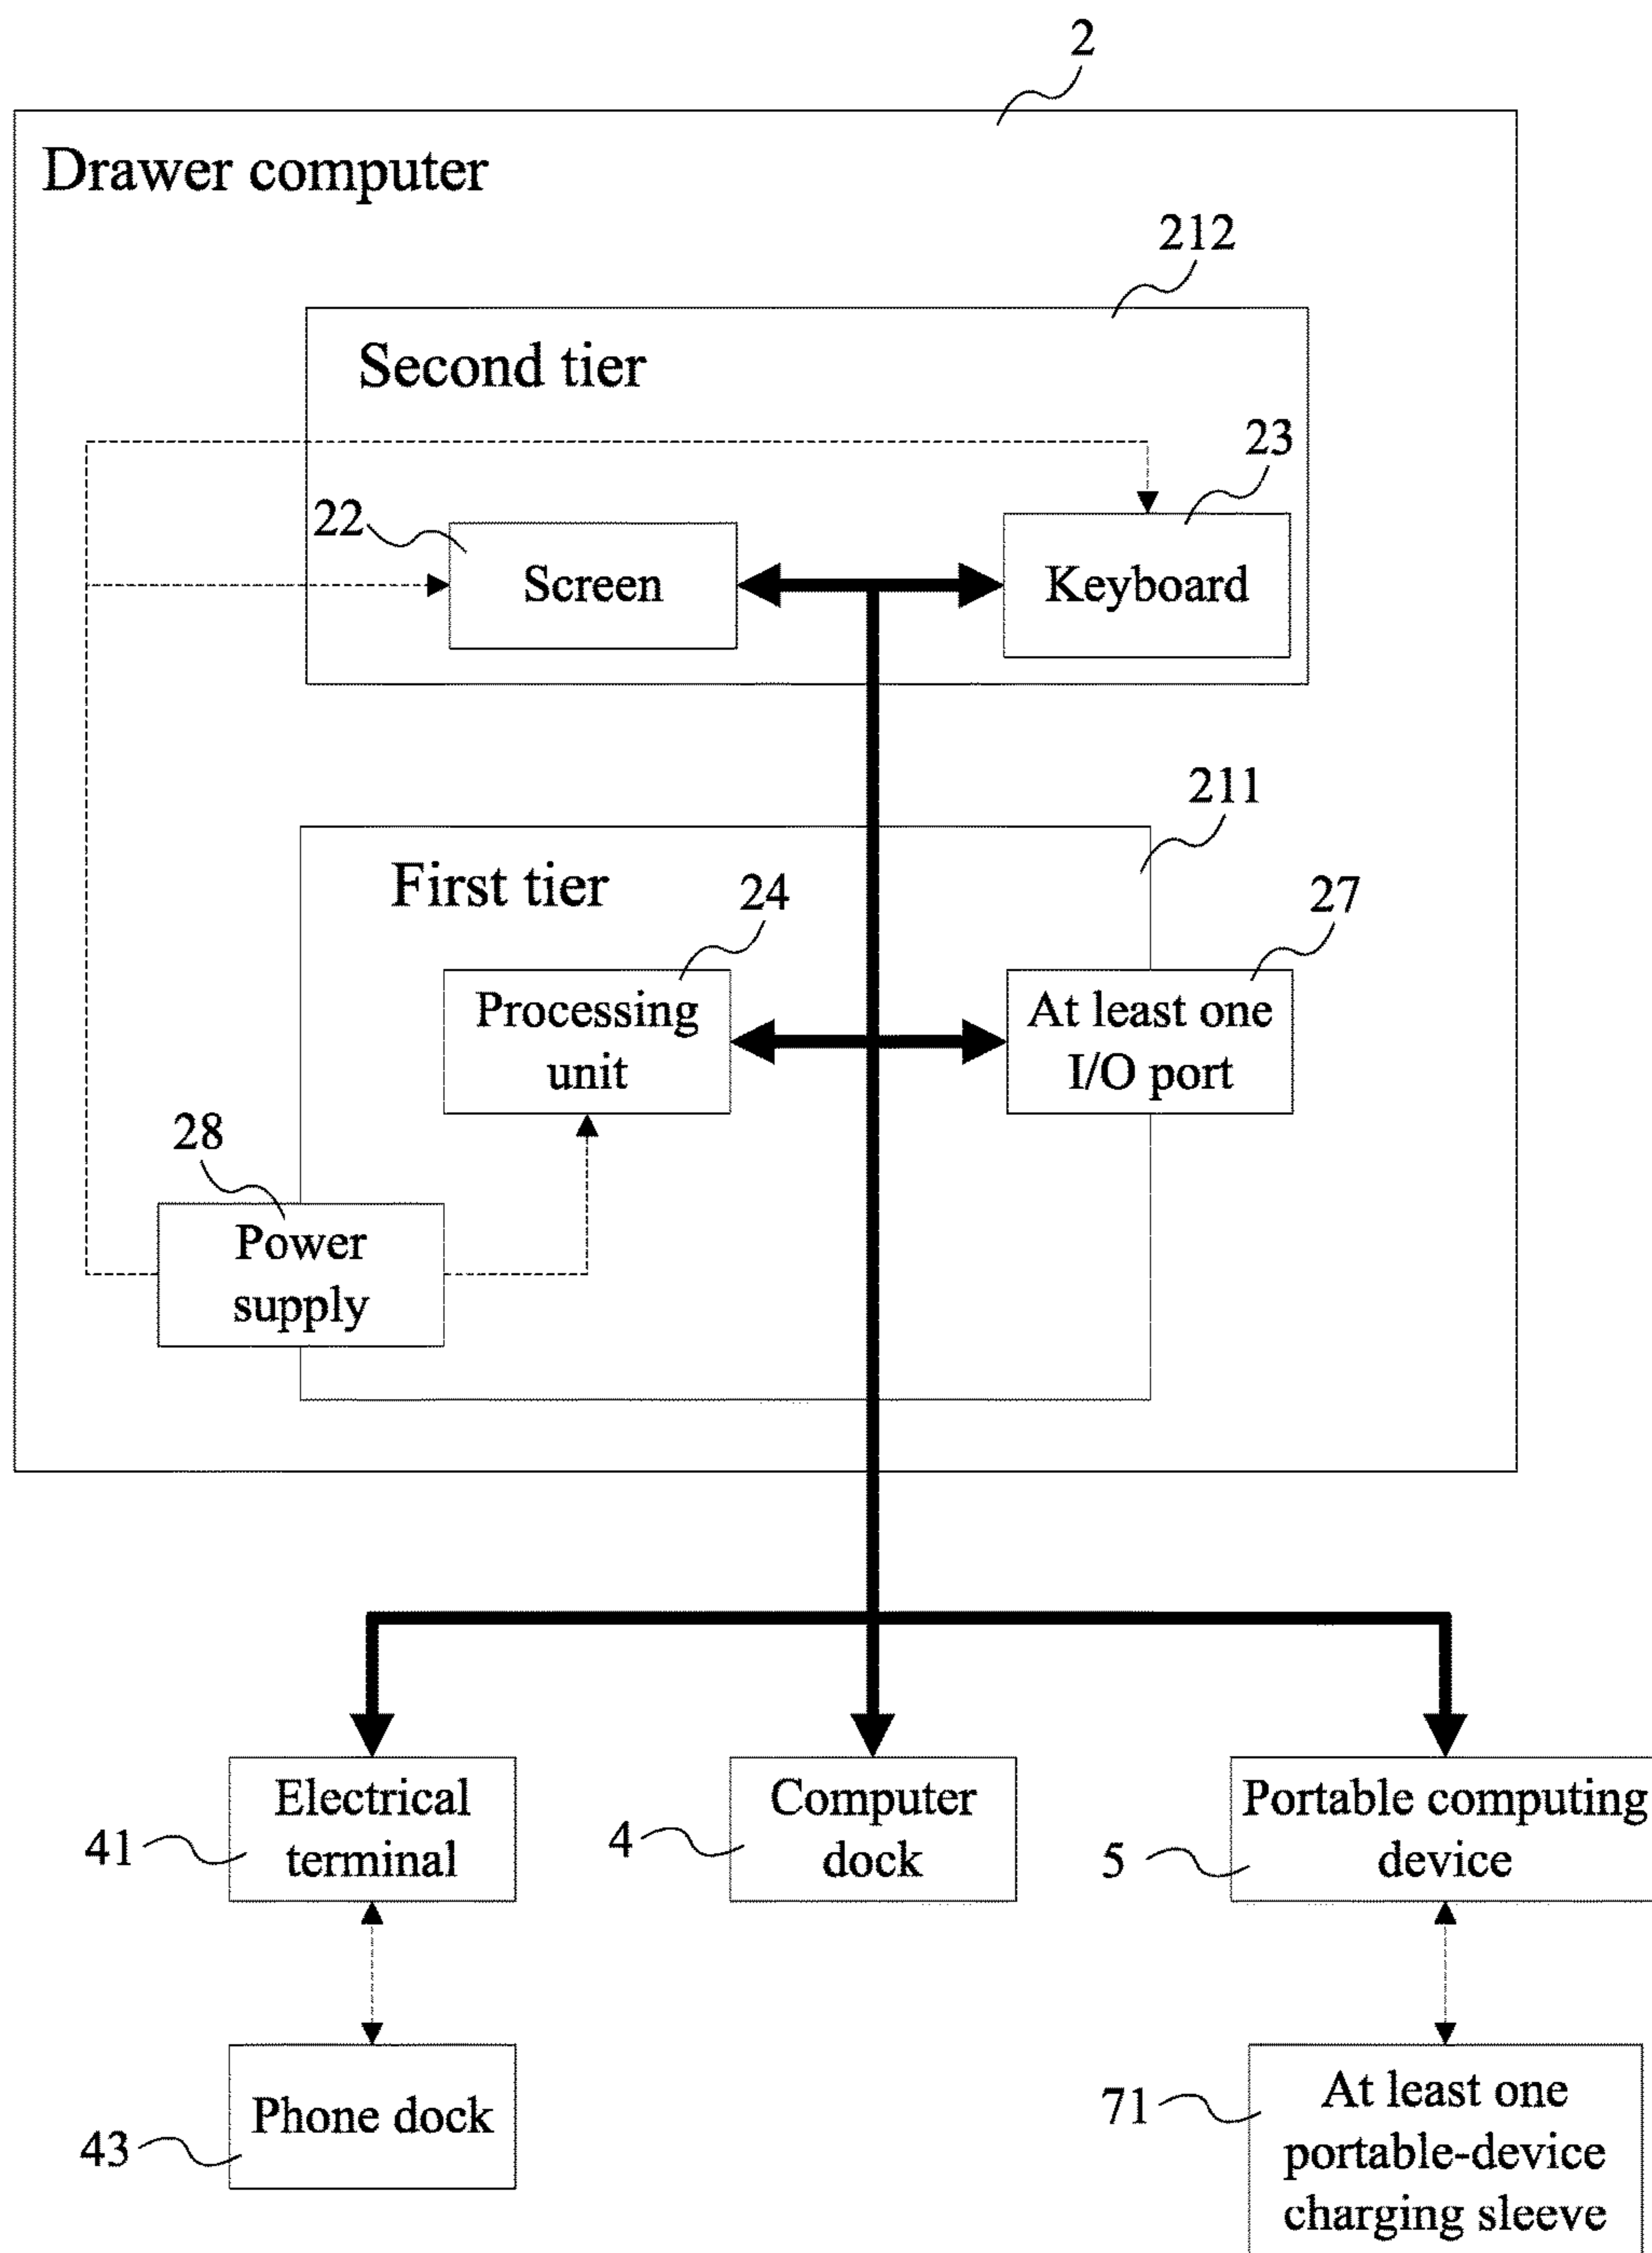 2
Drawer computer
212
Second tier
23
22
Screen
Keyboard
211
First tier
24
27
Processing
unit
At least one
I/O port
28
Power
supply
Electrical
terminal
41
Computer
dock
4
Portable computing
device
5
Phone dock
43
71
At least one
portable-device
charging sleeve